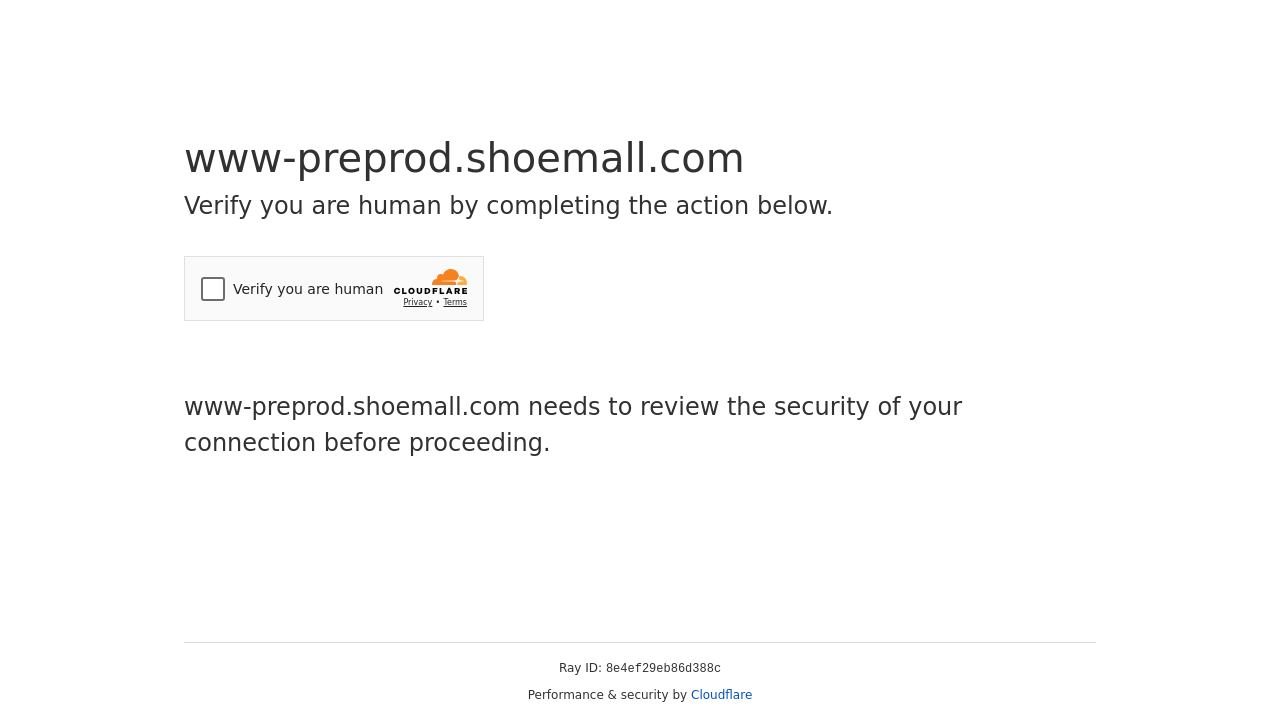 www-preprod.shoemall.com
Verify you are human by completing the action below.
Verify you are human
CLOUDFLARE
Privacy • Terms
www-preprod.shoemall.com needs to review the security of your
connection before proceeding.
Ray ID: 8e4ef29eb86d388c
Performance & security by Cloudflare